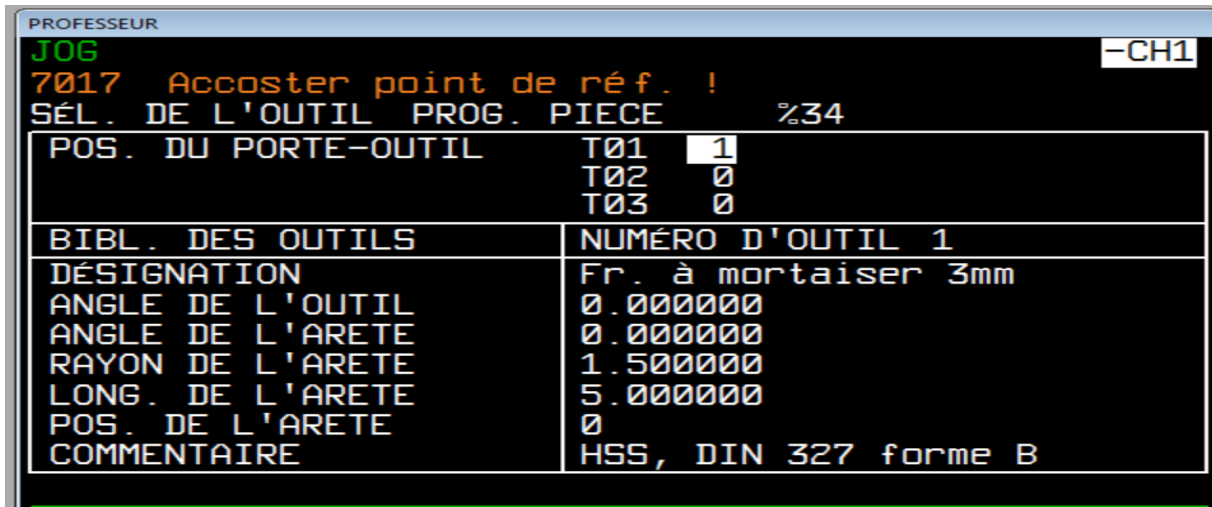 PROFESSEUR
JOG -CH1
7017 Accoster point de réf. !
SÉL. DE L'OUTIL PROG. PIECE %34
POS. DU PORTE-OUTIL T01 1
T02 0
T03 0
BIBL. DES OUTILS NUMÉRO D'OUTIL 1
DÉSIGNATION Fr. à mortaiser 3mm
ANGLE DE L'OUTIL 0.000000
ANGLE DE L'ARETE 0.000000
RAYON DE L'ARETE 1.500000
LONG. DE L'ARETE 5.000000
POS. DE L'ARETE 0
COMMENTAIRE HSS, DIN 327 forme B